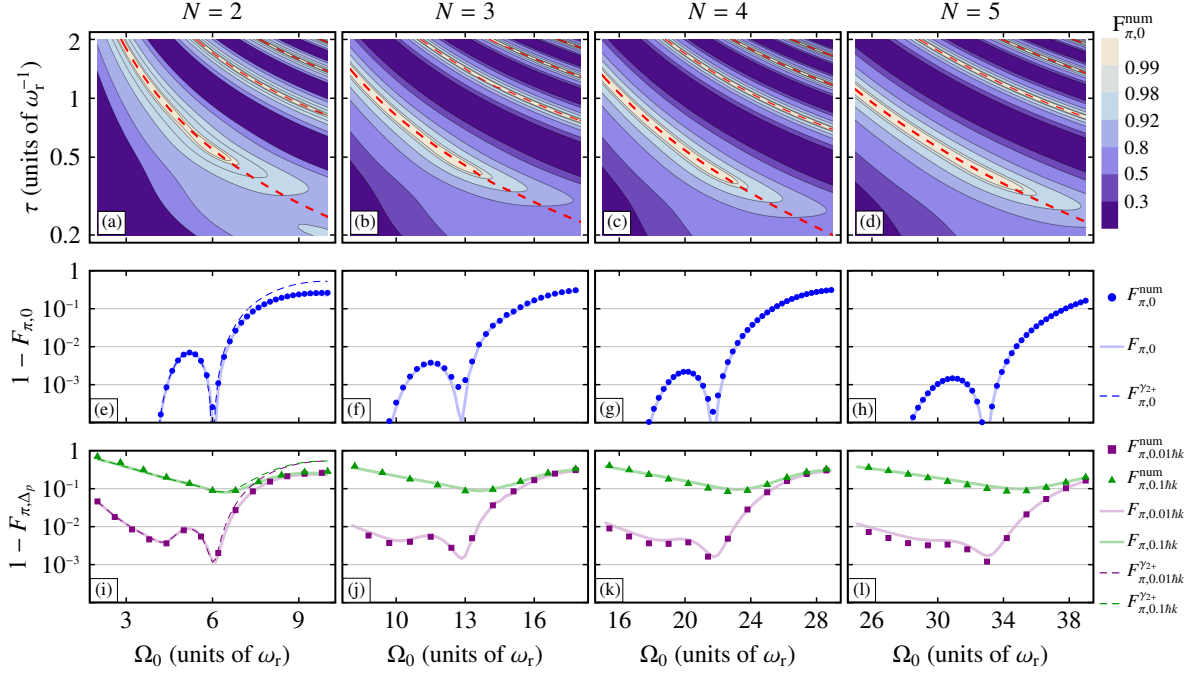 N = 2
N = 3
N = 4
N = 5
F^num_π,0
2
1
0.5
0.2
τ (units of ω_r^−1)
(a)
(b)
(c)
(d)
0.99
0.98
0.92
0.8
0.5
0.3
1
10^−1
10^−2
10^−3
1 − F_π,0
(e)
(f)
(g)
(h)
F^num_π,0
F_π,0
F^γ2+_π,0
1
10^−1
10^−2
10^−3
1 − F_π,Δp
(i)
(j)
(k)
(l)
F^num_π,0.01ħk
F^num_π,0.1ħk
F_π,0.01ħk
F_π,0.1ħk
F^γ2+_π,0.01ħk
F^γ2+_π,0.1ħk
3 6 9
10 13 16
16 20 24 28
26 30 34 38
Ω_0 (units of ω_r)
Ω_0 (units of ω_r)
Ω_0 (units of ω_r)
Ω_0 (units of ω_r)